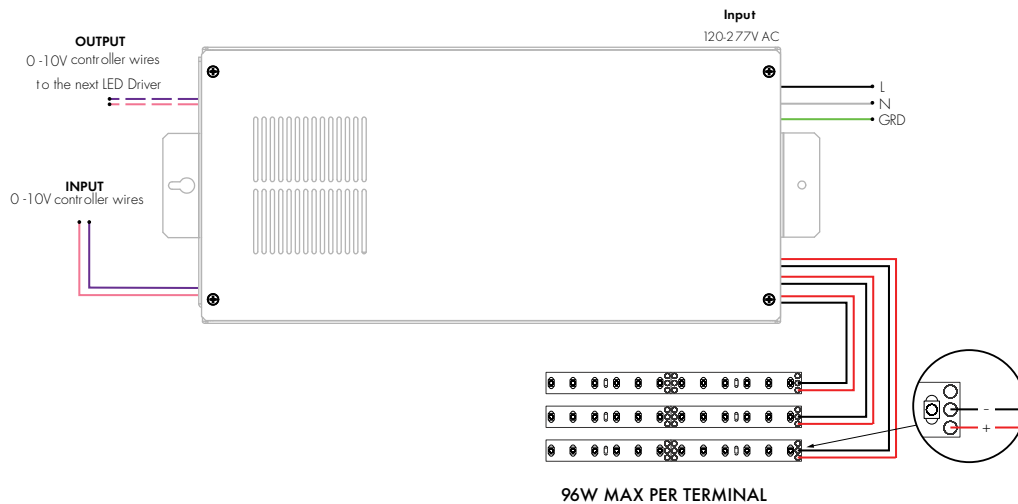 Input
120-277V AC
OUTPUT
0 -10V controller wires
to the next LED Driver
L
N
GRD
INPUT
0 -10V controller wires
-
+
96W MAX PER TERMINAL